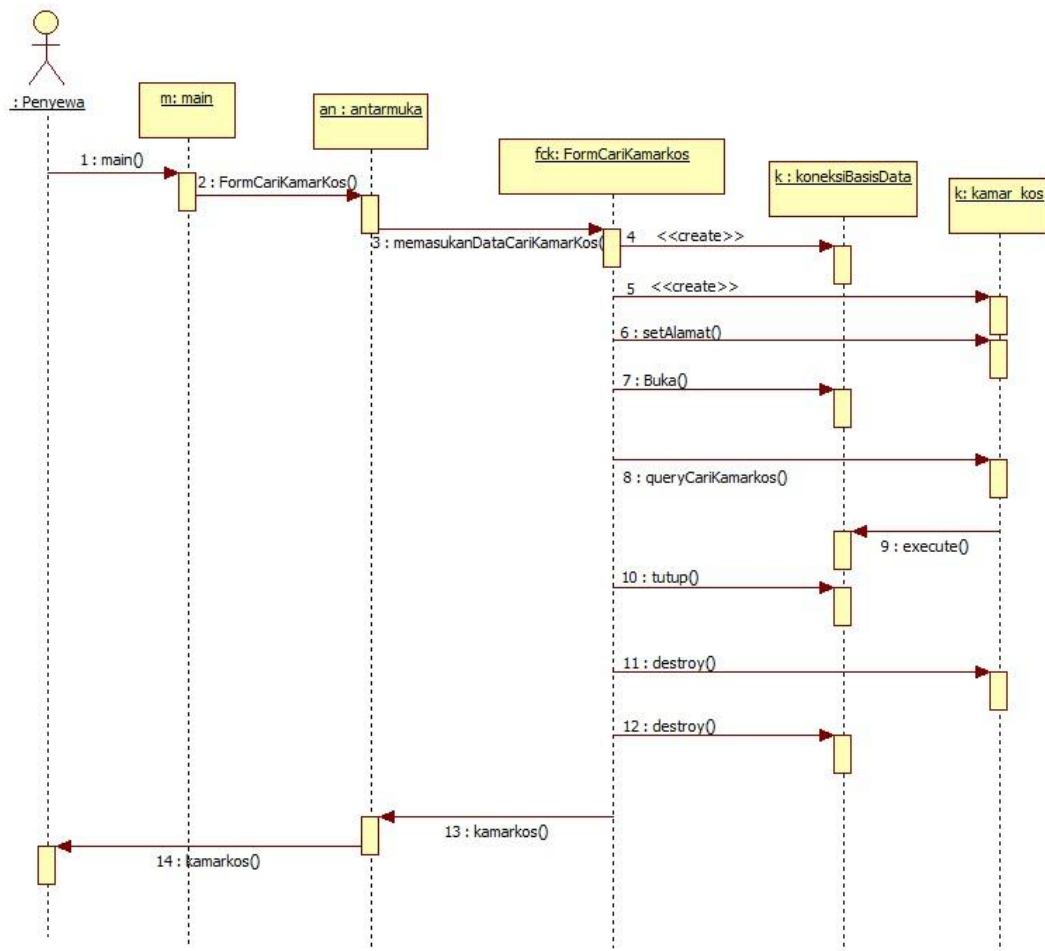 : Penyewa
m: main
an : antarmuka
fck: FormCariKamarkos
k : koneksiBasisData
k: kamar_kos
1 : main()
2 : FormCariKamarKos()
3 : memasukanDataCariKamarKos(
4 <<create>>
5 <<create>>
6 : setAlamat()
7 : Buka()
8 : queryCariKamarkos()
9 : execute()
10 : tutup()
11 : destroy()
12 : destroy()
13 : kamarkos()
14 : kamarkos()